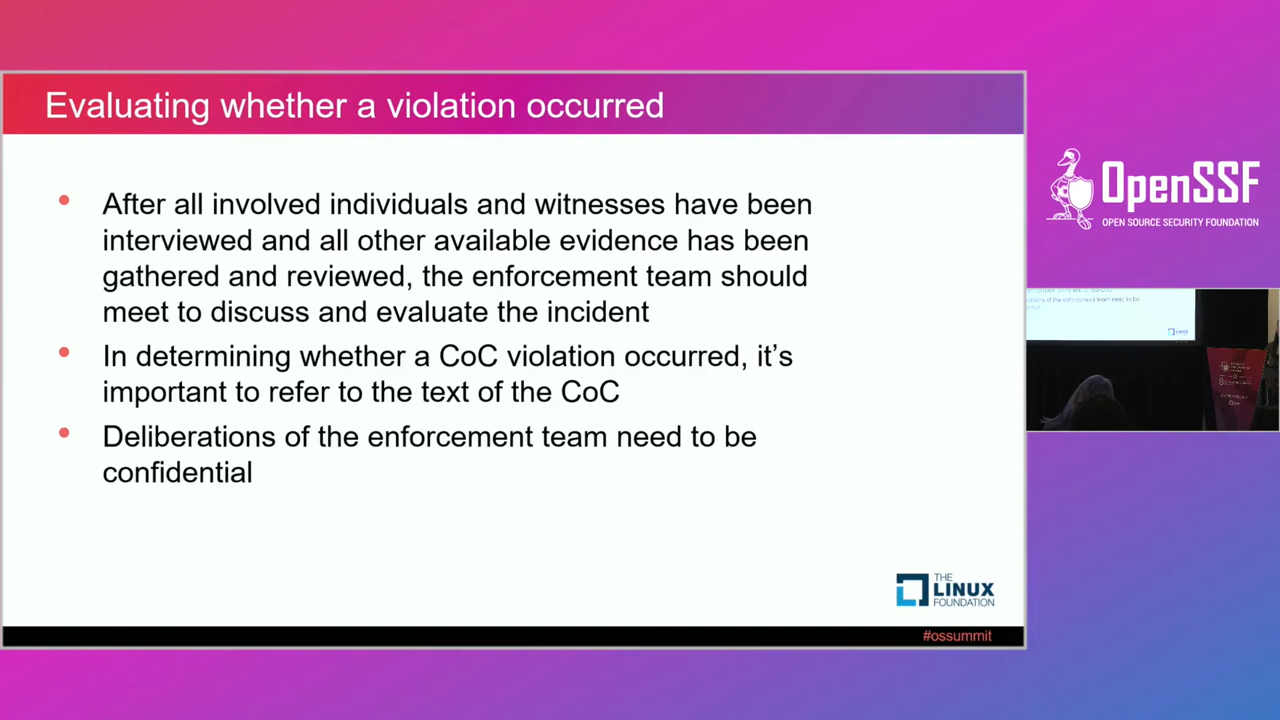 Evaluating whether a violation occurred
After all involved individuals and witnesses have been
interviewed and all other available evidence has been
gathered and reviewed, the enforcement team should
meet to discuss and evaluate the incident
In determining whether a CoC violation occurred, it's
important to refer to the text of the CoC
Deliberations of the enforcement team need to be
confidential
THE
LINUX
FOUNDATION
#ossummit
OpenSSF
OPEN SOURCE SECURITY FOUNDATION